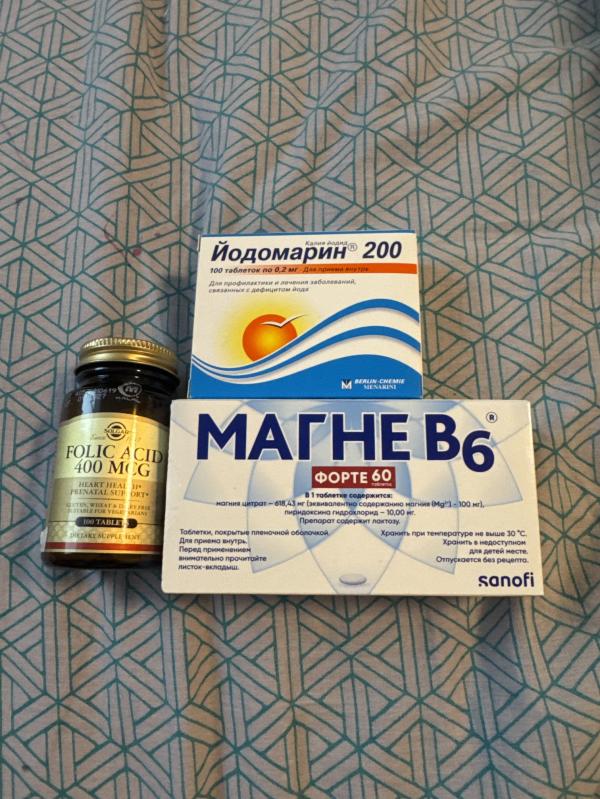 Калия йодид
Йодомарин® 200
100 таблеток по 0,2 мг · Для приема внутрь
Для профилактики и лечения заболеваний,
связанных с дефицитом йода
BERLIN-CHEMIE
MENARINI
SOLGAR
FOLIC ACID
400 MCG
HEART HEALTH*
PRENATAL SUPPORT*
GLUTEN, WHEAT & DAIRY FREE
SUITABLE FOR VEGETARIANS
100 TABLETS
DIETARY SUPPLEMENT
МАГНЕ B6®
ФОРТЕ 60
таблеток
В 1 таблетке содержится:
магния цитрат – 618,43 мг (эквивалентно содержанию магния (Mg²⁺) - 100 мг),
пиридоксина гидрохлорид – 10,00 мг.
Препарат содержит лактозу.
Таблетки, покрытые пленочной оболочкой.
Для приема внутрь.
Перед применением
внимательно прочитайте
листок-вкладыш.
Хранить при температуре не выше 30 °C.
Хранить в недоступном
для детей месте.
Отпускается без рецепта.
sanofi